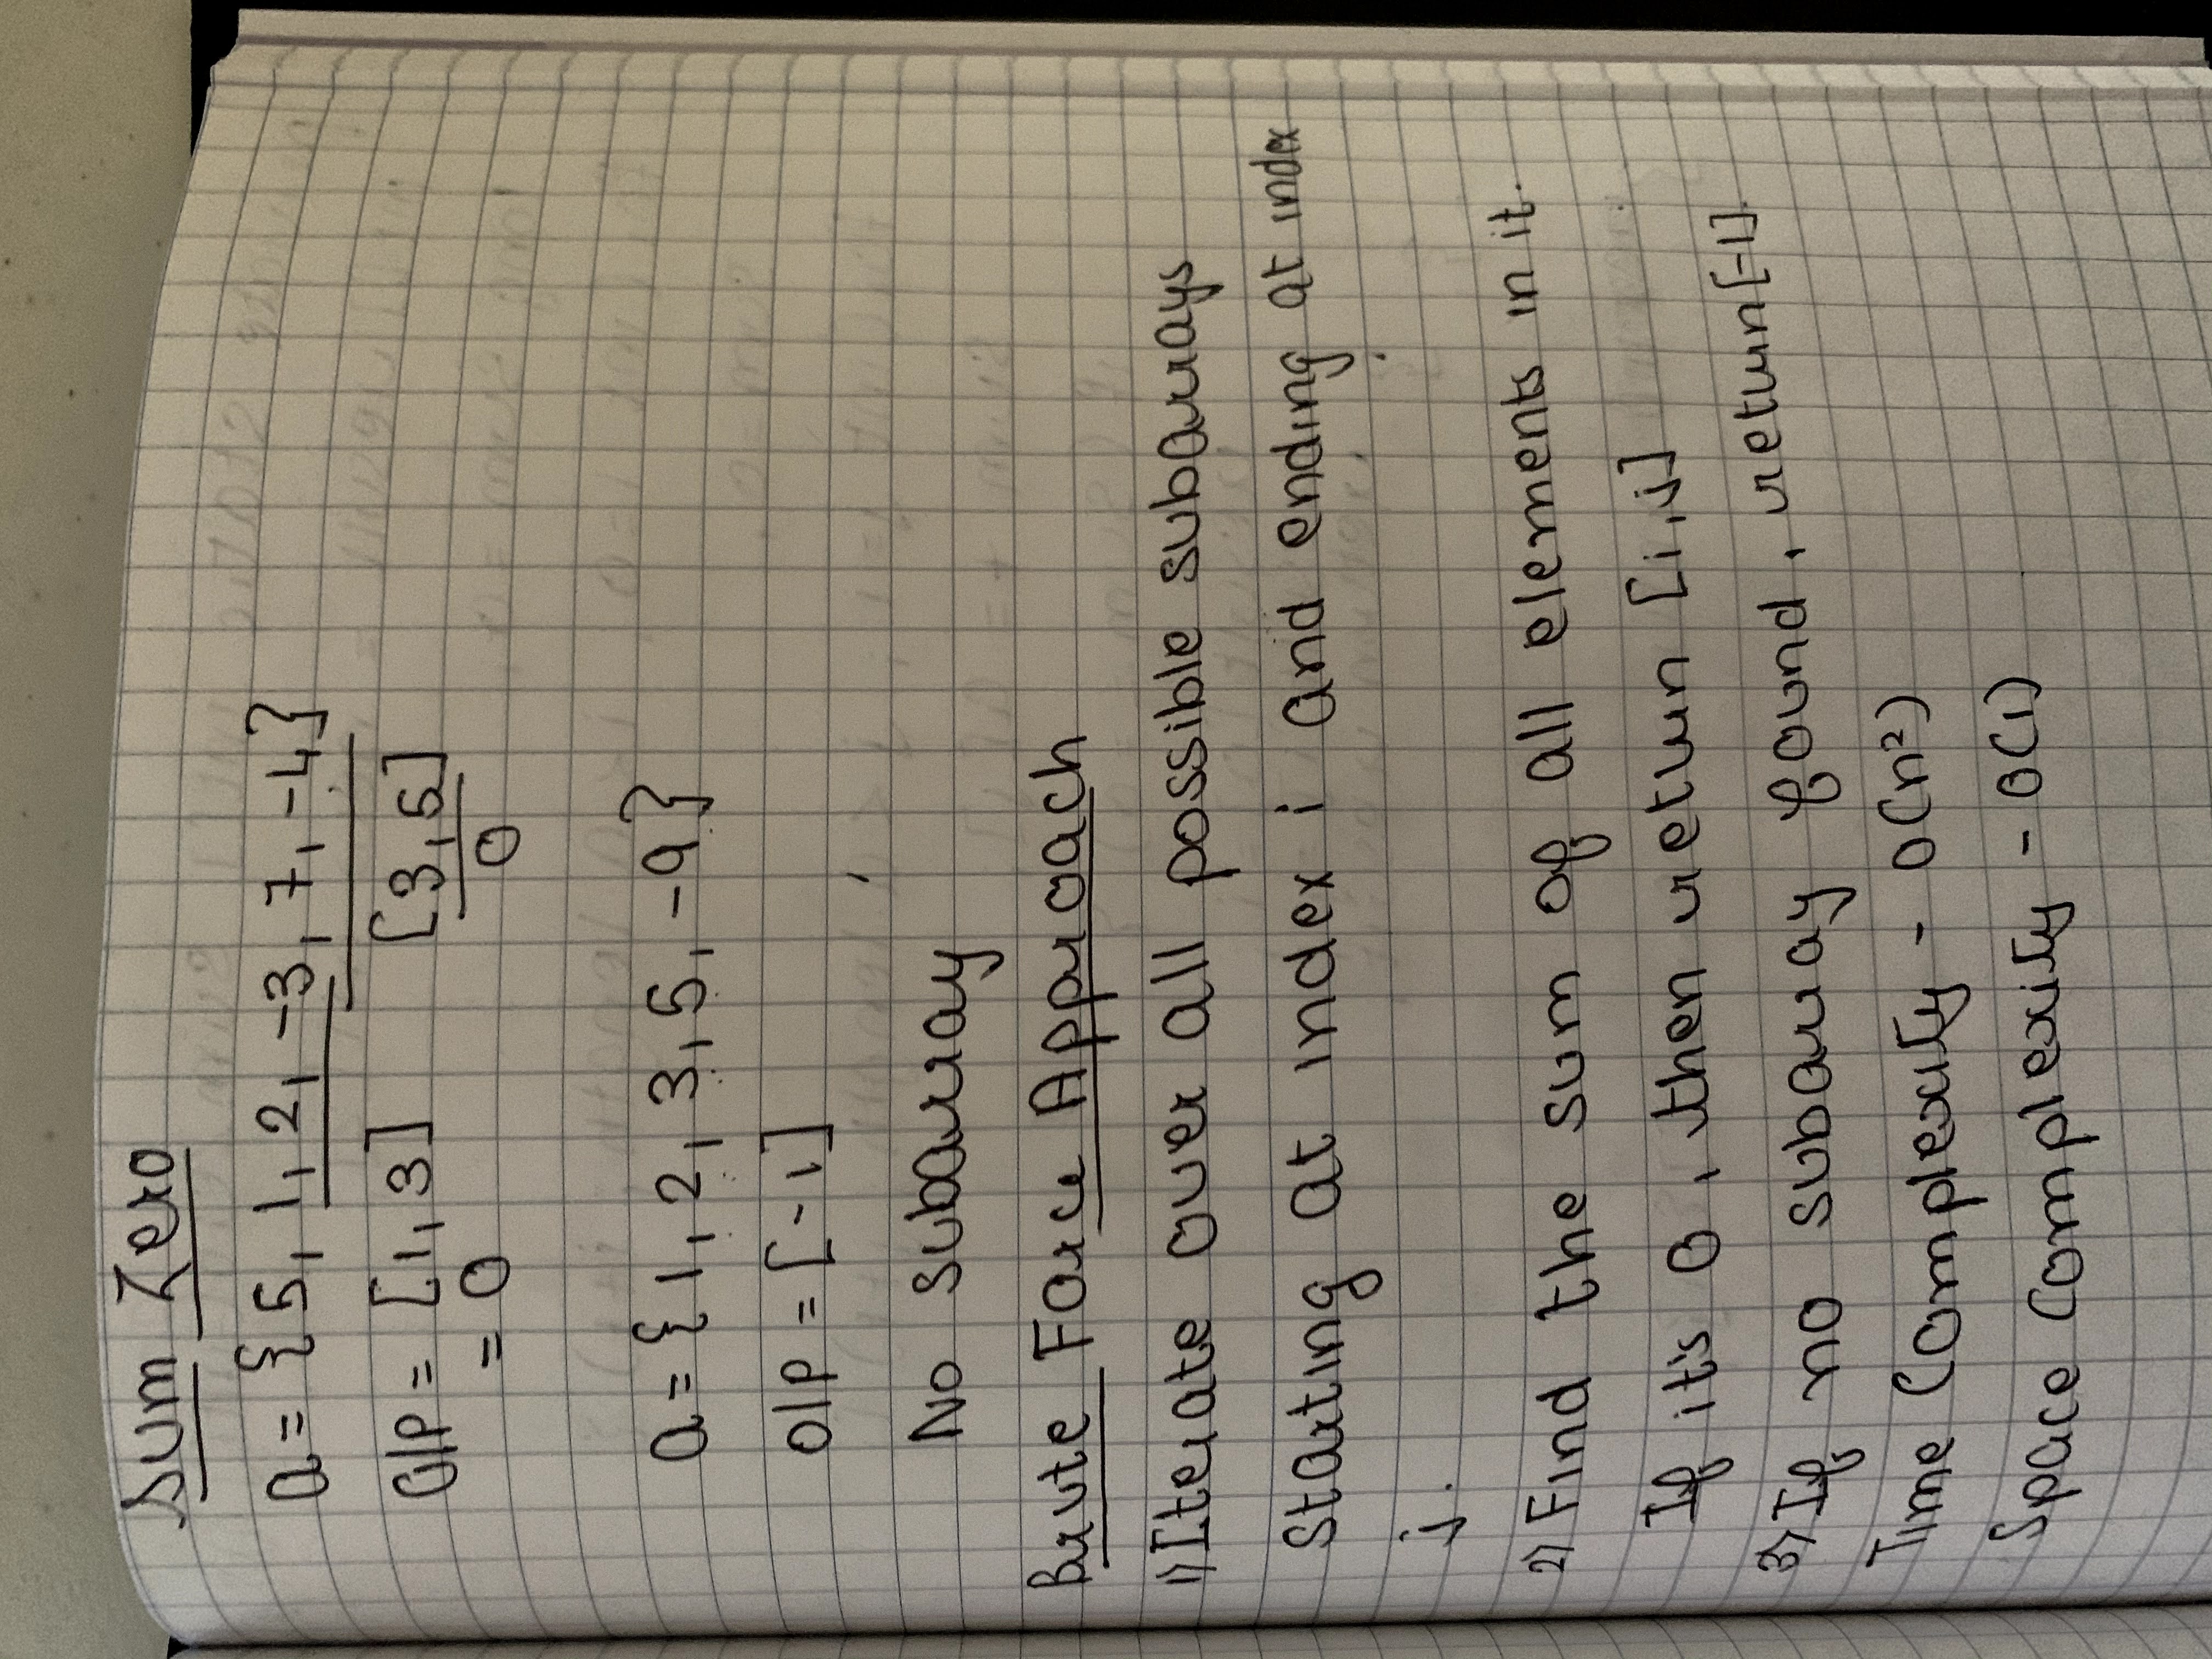 Sum Zero
a = {5, 1, 2, -3, 7, -4}
O/P = [1, 3] [3, 5]
= 0 0
a = {1, 2, 3, 5, -9}
O/P = [-1]
No subarray
Brute Force Approach
1) Iterate over all possible subarrays
starting at index i and ending at index
j.
2) Find the sum of all elements in it.
If it's 0, then return [i, j]
3) If no subarray found, return [-1].
Time Complexity - O(n²)
Space Complexity - O(1)